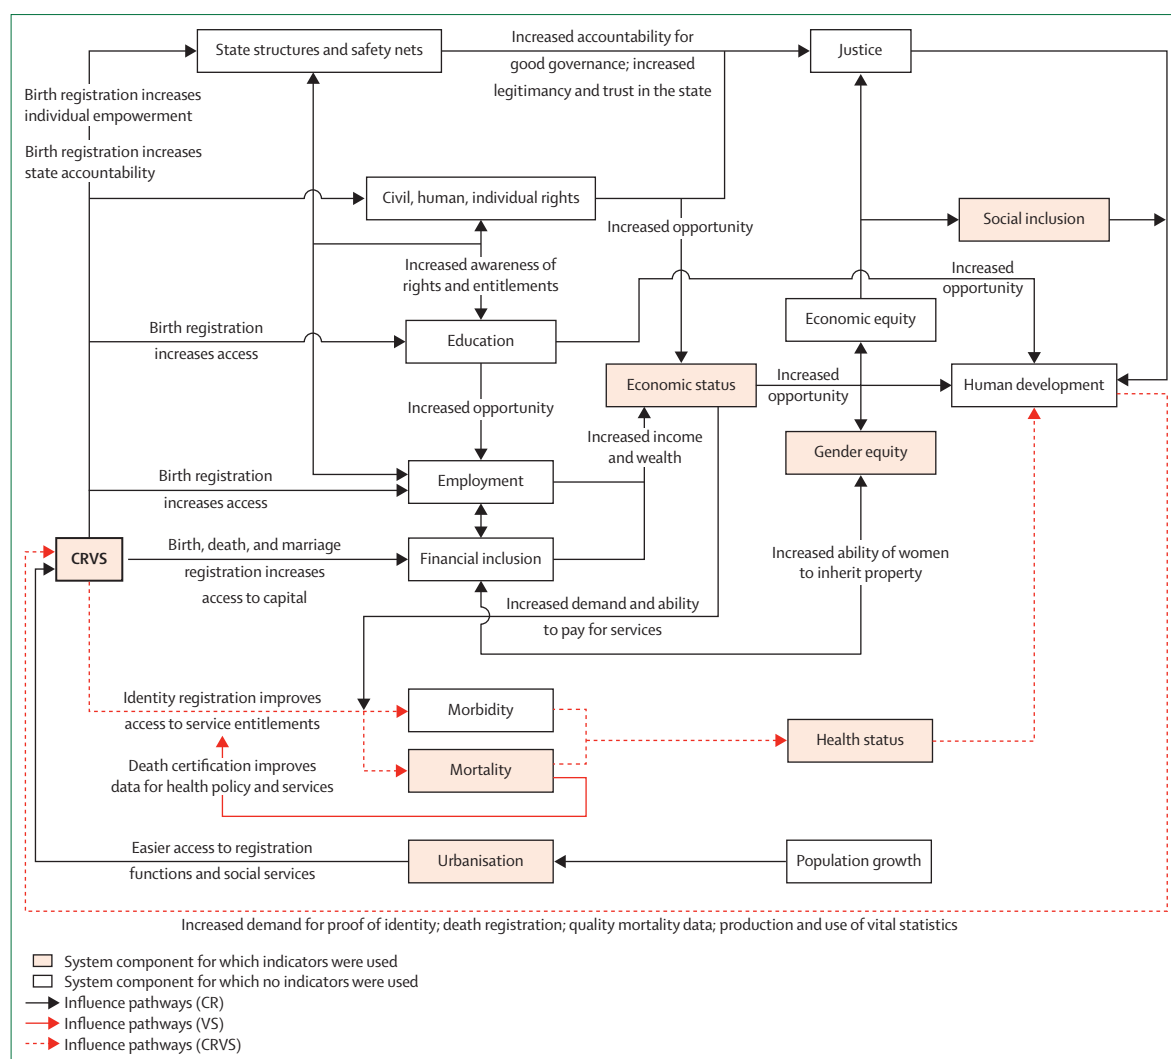 State structures and safety nets
Increased accountability for
good governance; increased
legitimancy and trust in the state
Justice
Birth registration increases
individual empowerment
Birth registration increases
state accountability
Civil, human, individual rights
Increased opportunity
Social inclusion
Increased awareness of
rights and entitlements
Increased
opportunity
Birth registration
increases access
Education
Economic equity
Increased opportunity
Economic status
Increased
opportunity
Human development
Increased income
and wealth
Gender equity
Birth registration
increases access
Employment
CRVS
Birth, death, and marriage
registration increases
access to capital
Financial inclusion
Increased ability of women
to inherit property
Increased demand and ability
to pay for services
Identity registration improves
access to service entitlements
Morbidity
Health status
Death certification improves
data for health policy and services
Mortality
Easier access to registration
functions and social services
Urbanisation
Population growth
Increased demand for proof of identity; death registration; quality mortality data; production and use of vital statistics
System component for which indicators were used
System component for which no indicators were used
Influence pathways (CR)
Influence pathways (VS)
Influence pathways (CRVS)